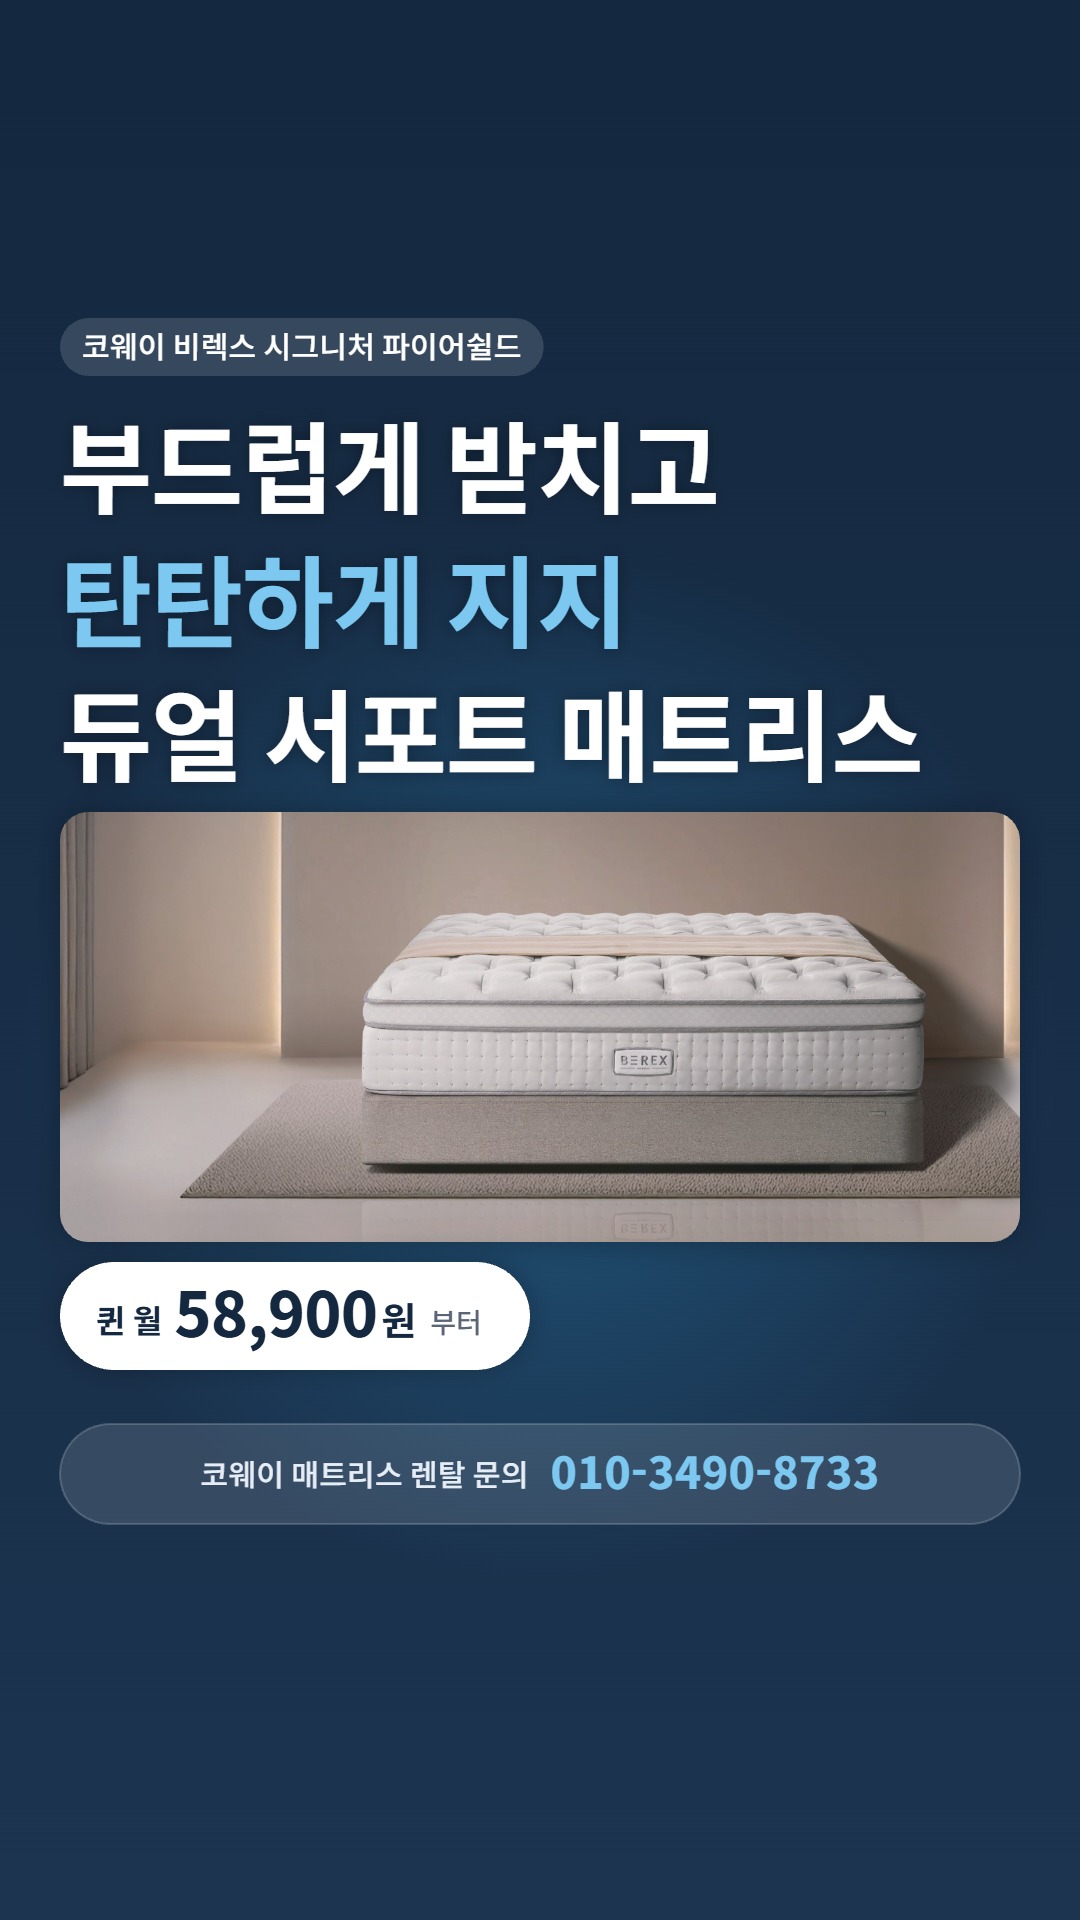 코웨이 비렉스 시그니처 파이어쉴드
부드럽게 받치고
탄탄하게 지지
듀얼 서포트 매트리스
BEREX
퀸 월 58,900원 부터
코웨이 매트리스 렌탈 문의 010-3490-8733